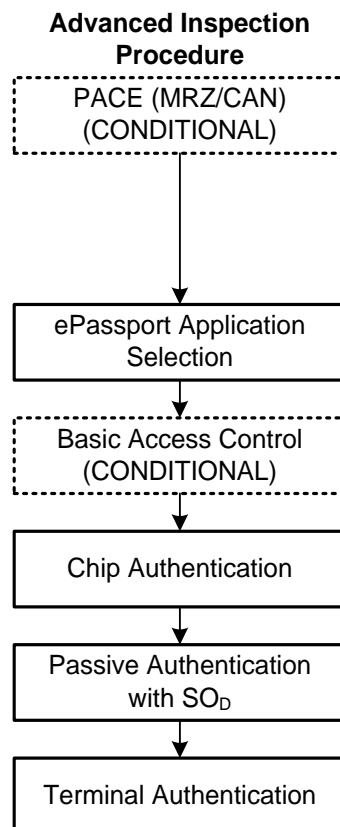 Advanced Inspection
Procedure
PACE (MRZ/CAN)
(CONDITIONAL)
ePassport Application
Selection
Basic Access Control
(CONDITIONAL)
Chip Authentication
Passive Authentication
with SOD
Terminal Authentication